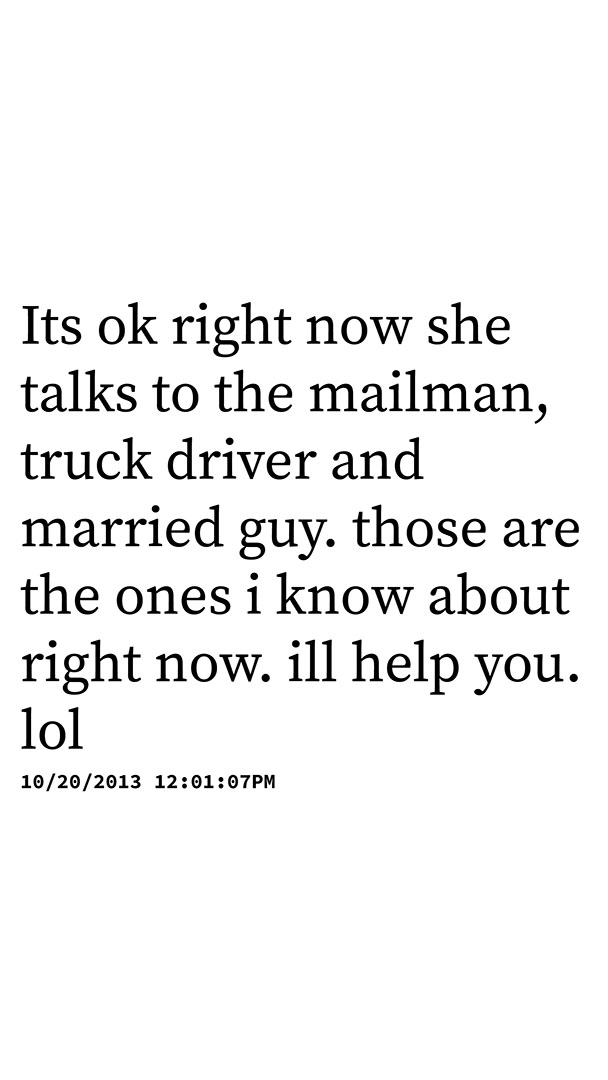 Its ok right now she
talks to the mailman,
truck driver and
married guy. those are
the ones i know about
right now. ill help you.
lol
10/20/2013 12:01:07PM